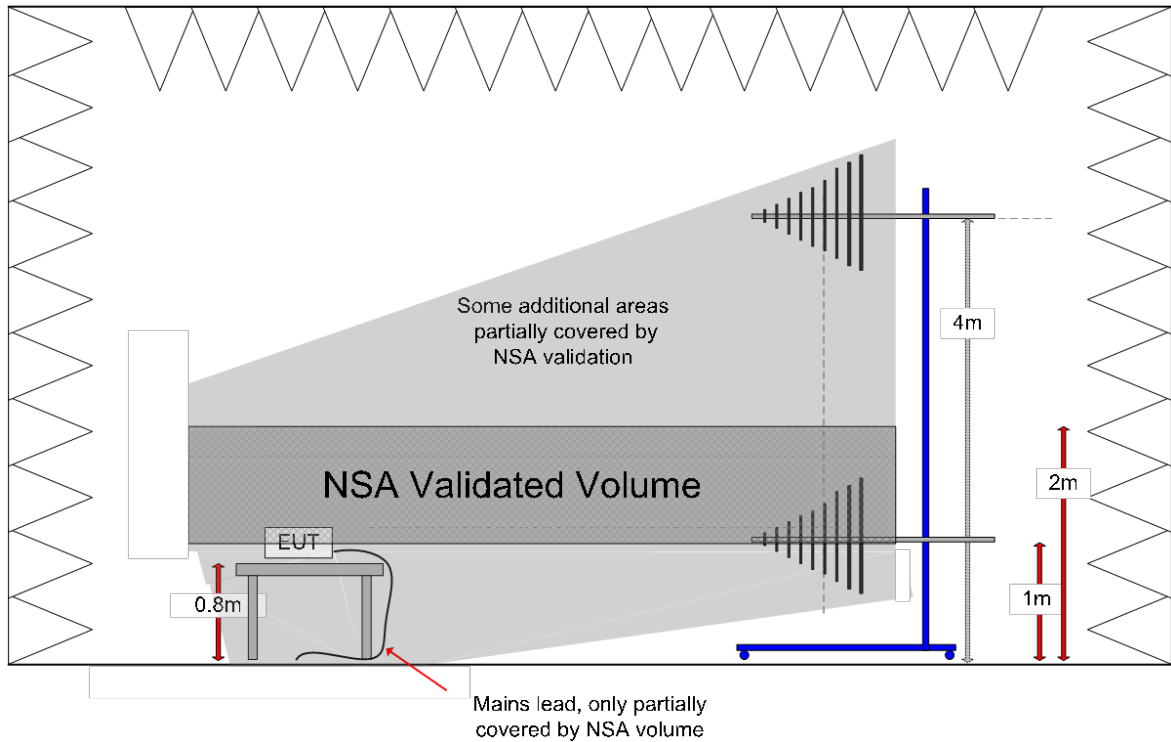 Some additional areas
partially covered by
NSA validation
4m
NSA Validated Volume
2m
EUT
0.8m
1m
Mains lead, only partially
covered by NSA volume